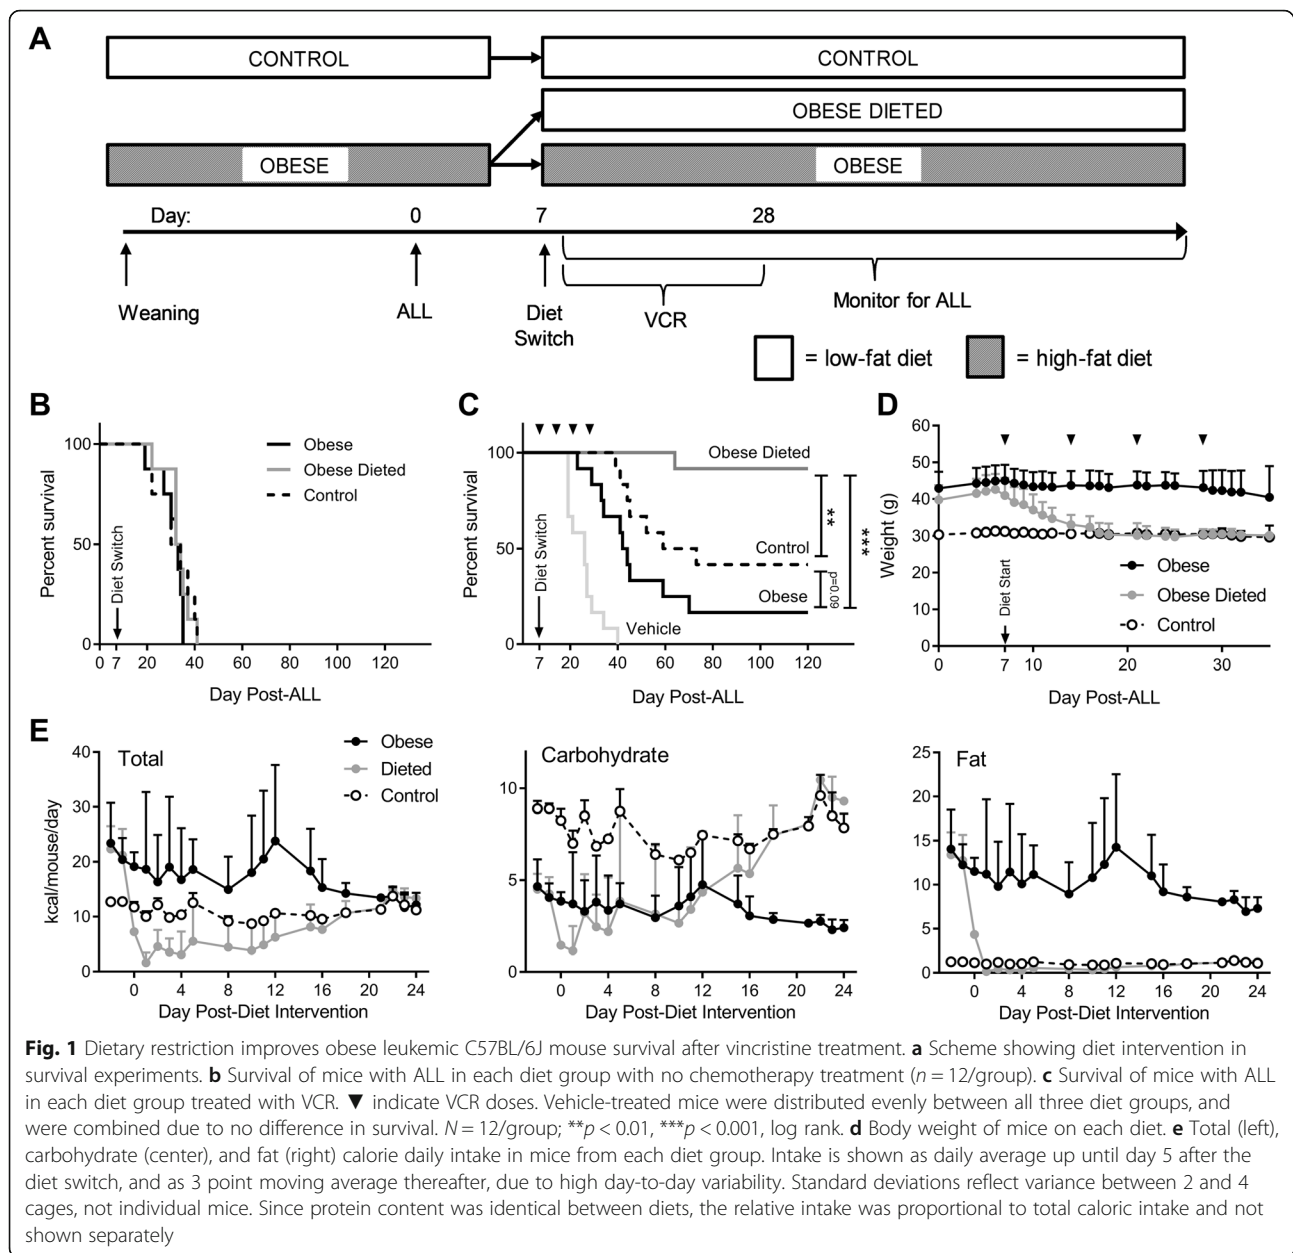 A
CONTROL
CONTROL
OBESE DIETED
OBESE
OBESE
Day:
0
7
28
Weaning
ALL
Diet
Switch
VCR
Monitor for ALL
= low-fat diet
= high-fat diet
B
Percent survival
100
50
0
Diet Switch
Obese
Obese Dieted
Control
0 7 20 40 60 80 100 120
Day Post-ALL
C
Percent survival
100
50
0
Diet Switch
Obese Dieted
Control
Obese
Vehicle
**
***
p=0.09
7 20 40 60 80 100 120
Day Post-ALL
D
Weight (g)
60
50
40
30
20
10
0
Diet Start
Obese
Obese Dieted
Control
0 7 10 20 30
Day Post-ALL
E
Total
Obese
Dieted
Control
kcal/mouse/day
40
30
20
10
0
0 4 8 12 16 20 24
Day Post-Diet Intervention
Carbohydrate
10
5
0
0 4 8 12 16 20 24
Day Post-Diet Intervention
Fat
25
20
15
10
5
0
0 4 8 12 16 20 24
Day Post-Diet Intervention
Fig. 1 Dietary restriction improves obese leukemic C57BL/6J mouse survival after vincristine treatment. a Scheme showing diet intervention in
survival experiments. b Survival of mice with ALL in each diet group with no chemotherapy treatment (n = 12/group). c Survival of mice with ALL
in each diet group treated with VCR. ▼ indicate VCR doses. Vehicle-treated mice were distributed evenly between all three diet groups, and
were combined due to no difference in survival. N = 12/group; **p < 0.01, ***p < 0.001, log rank. d Body weight of mice on each diet. e Total (left),
carbohydrate (center), and fat (right) calorie daily intake in mice from each diet group. Intake is shown as daily average up until day 5 after the
diet switch, and as 3 point moving average thereafter, due to high day-to-day variability. Standard deviations reflect variance between 2 and 4
cages, not individual mice. Since protein content was identical between diets, the relative intake was proportional to total caloric intake and not
shown separately